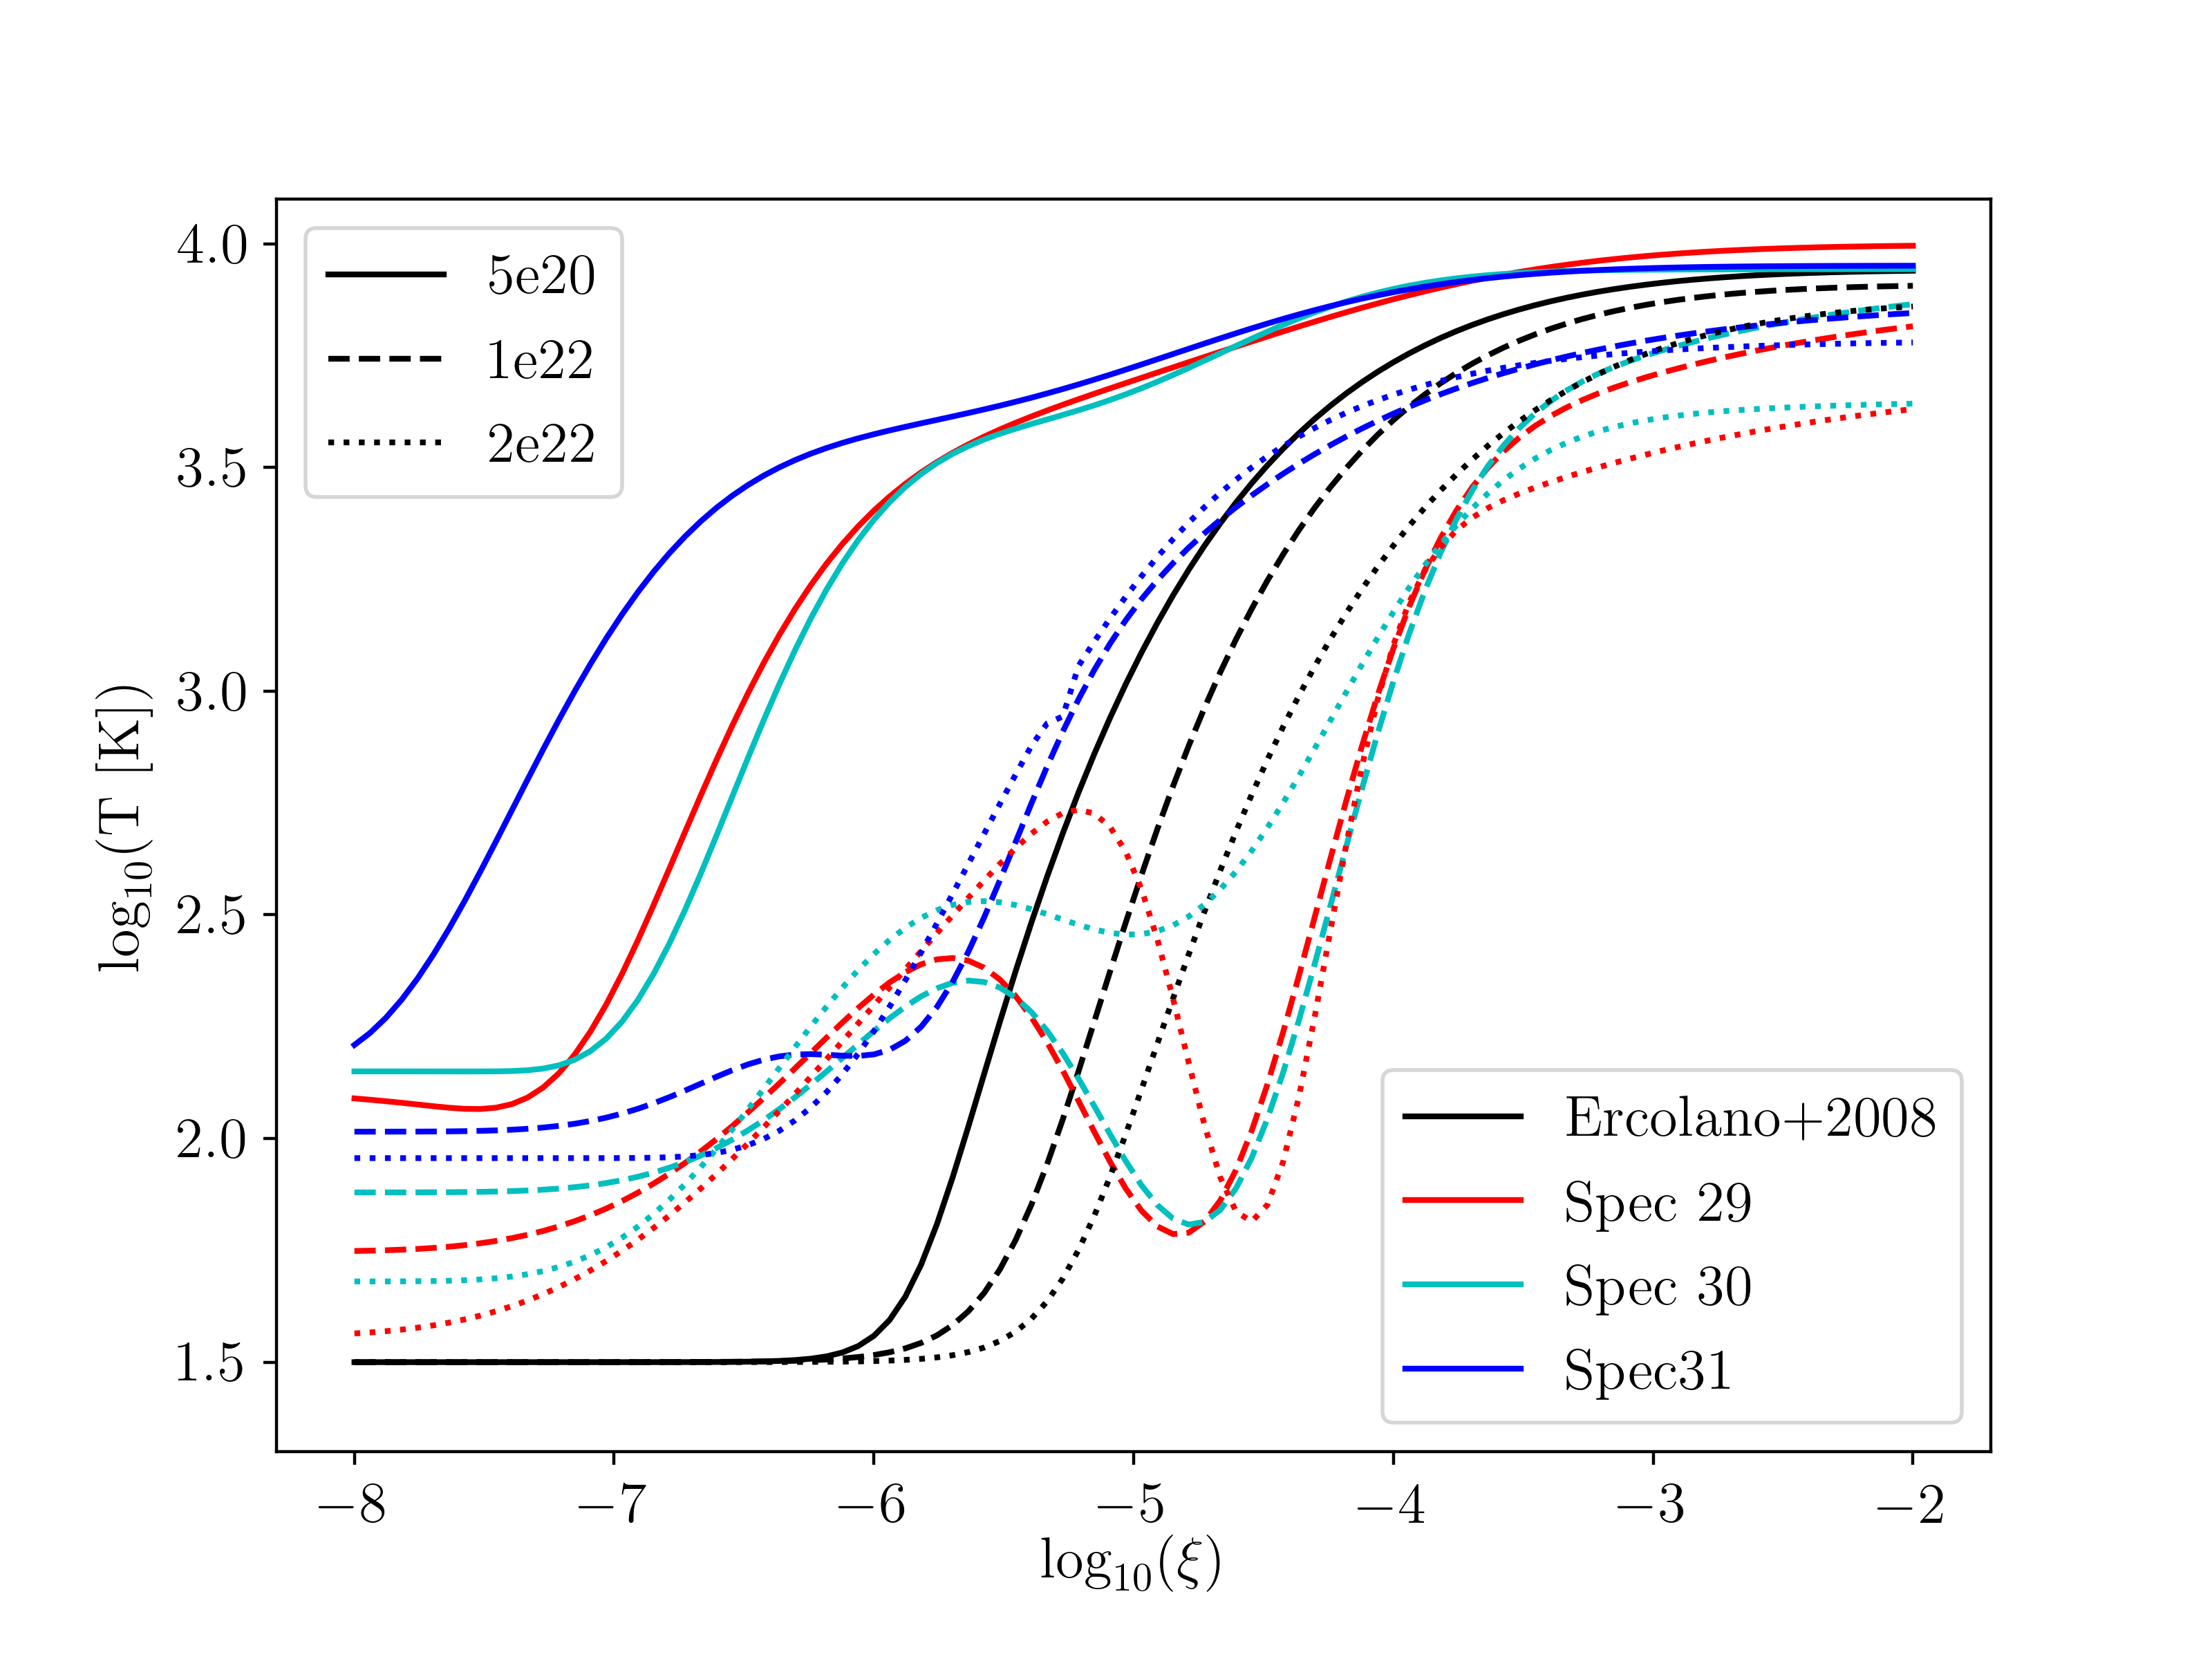 5e20
1e22
2e22
4.0
3.5
3.0
2.5
2.0
1.5
log10(T [K])
Ercolano+2008
Spec 29
Spec 30
Spec31
−8 −7 −6 −5 −4 −3 −2
log10(ξ)